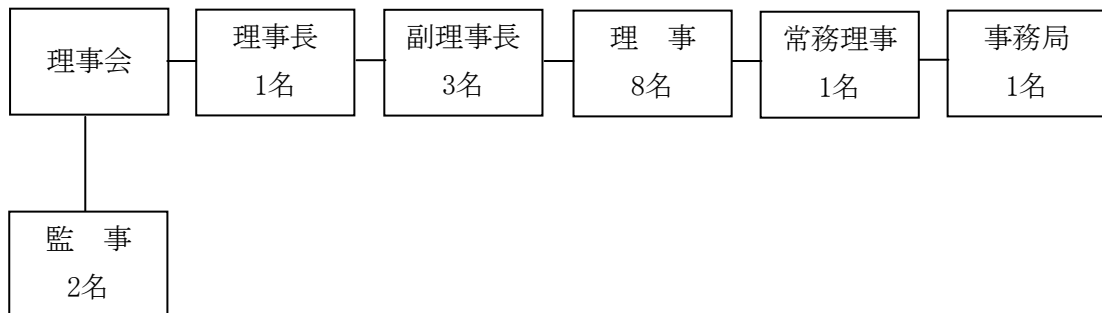 理事会
理事長
1名
副理事長
3名
理　事
8名
常務理事
1名
事務局
1名
監　事
2名